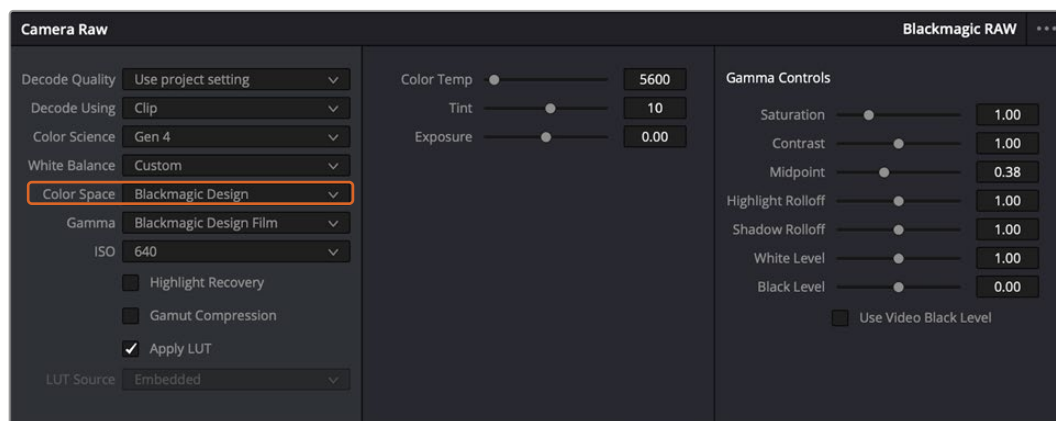 Camera Raw
Blackmagic RAW
Decode Quality Use project setting
Decode Using Clip
Color Science Gen 4
White Balance Custom
Color Space Blackmagic Design
Gamma Blackmagic Design Film
ISO 640
Highlight Recovery
Gamut Compression
Apply LUT
LUT Source Embedded
Color Temp 5600
Tint 10
Exposure 0.00
Gamma Controls
Saturation 1.00
Contrast 1.00
Midpoint 0.38
Highlight Rolloff 1.00
Shadow Rolloff 1.00
White Level 1.00
Black Level 0.00
Use Video Black Level